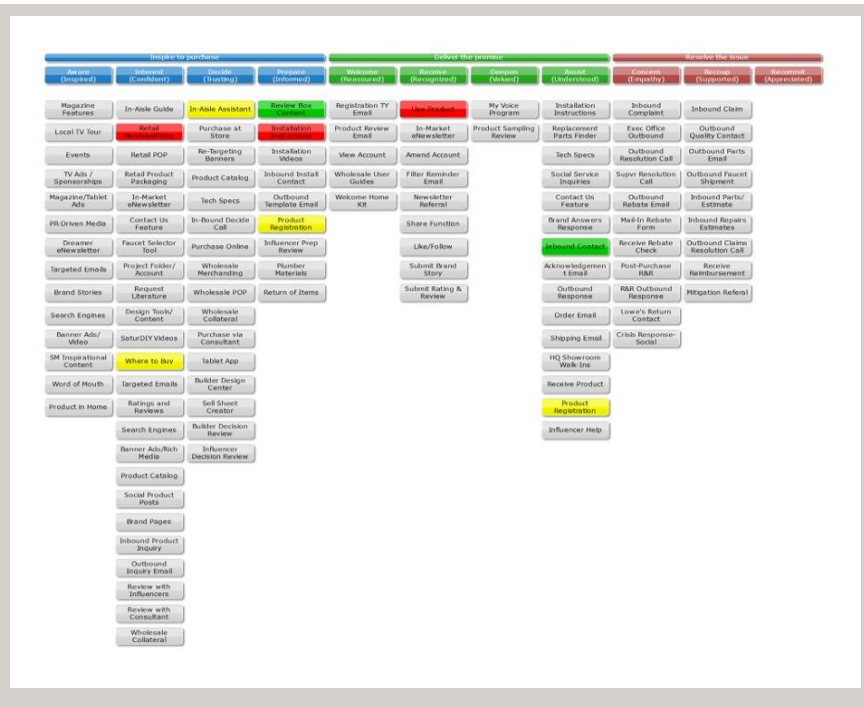 Inspire to purchase
Deliver the promise
Resolve the issue
Aware
(Inspired)
Interest
(Confident)
Decide
(Trusting)
Prepare
(Informed)
Welcome
(Reassured)
Receive
(Recognized)
Deepen
(Valued)
Assist
(Understood)
Concern
(Empathy)
Recoup
(Supported)
Recommit
(Appreciated)
Magazine
Features
Local TV Tour
Events
TV Ads /
Sponsorships
Magazine/Tablet
Ads
PR-Driven Media
Dreamer
eNewsletter
Targeted Emails
Brand Stories
Search Engines
Banner Ads/
Video
SM Inspirational
Content
Word of Mouth
Product in Home
In-Aisle Guide
Retail
Merchandising
Retail POP
Retail Product
Packaging
In-Market
eNewsletter
Contact Us
Feature
Faucet Selector
Tool
Project Folder/
Account
Request
Literature
Design Tools/
Content
SaturDIY Videos
Where to Buy
Targeted Emails
Ratings and
Reviews
Search Engines
Banner Ads/Rich
Media
Product Catalog
Social Product
Posts
Brand Pages
Inbound Product
Inquiry
Outbound
Inquiry Email
Review with
Influencers
Review with
Consultant
Wholesale
Collateral
In-Aisle Assistant
Purchase at
Store
Re-Targeting
Banners
Product Catalog
Tech Specs
In-Bound Decide
Call
Purchase Online
Wholesale
Merchandising
Wholesale POP
Wholesale
Collateral
Purchase via
Consultant
Tablet App
Builder Design
Center
Sell Sheet
Creator
Builder Decision
Review
Influencer
Decision Review
Review Box
Content
Installation
Instructions
Installation
Videos
Inbound Install
Contact
Outbound
Template Email
Product
Registration
Influencer Prep
Review
Plumber
Materials
Return of Items
Registration TY
Email
Product Review
Email
View Account
Wholesale User
Guides
Welcome Home
Kit
Use Product
In-Market
eNewsletter
Amend Account
Filter Reminder
Email
Newsletter
Referral
Share Function
Like/Follow
Submit Brand
Story
Submit Rating &
Review
My Voice
Program
Product Sampling
Review
Installation
Instructions
Replacement
Parts Finder
Tech Specs
Social Service
Inquiries
Contact Us
Feature
Brand Answers
Response
Inbound Contact
Acknowledgemen
t Email
Outbound
Response
Order Email
Shipping Email
HQ Showroom
Walk-Ins
Receive Product
Product
Registration
Influencer Help
Inbound
Complaint
Exec Office
Outbound
Outbound
Resolution Call
Supvr Resolution
Call
Outbound
Rebate Email
Mail-In Rebate
Form
Receive Rebate
Check
Post-Purchase
R&R
R&R Outbound
Response
Lowe's Return
Contact
Crisis Response-
Social
Inbound Claim
Outbound
Quality Contact
Outbound Parts
Email
Outbound Faucet
Shipment
Inbound Parts/
Estimate
Inbound Repairs
Estimates
Outbound Claims
Resolution Call
Receive
Reimbursement
Mitigation Referal